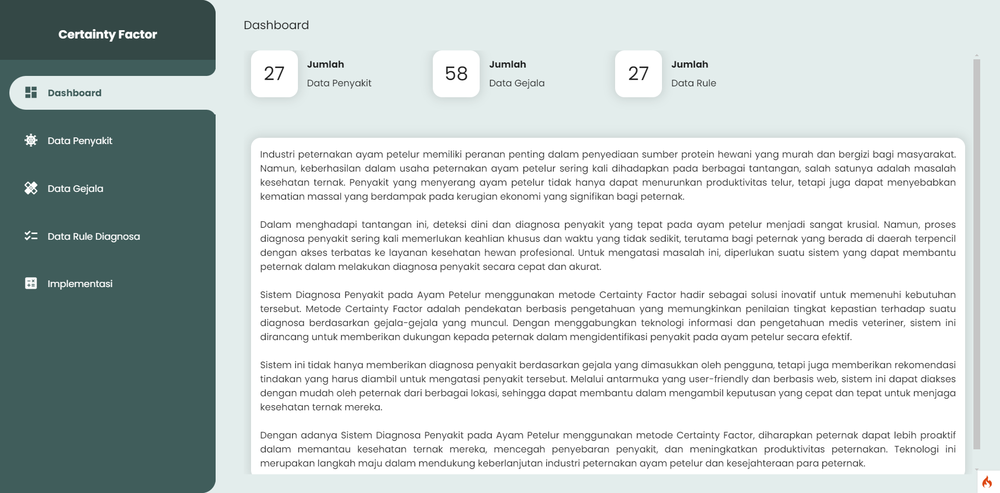 Certainty Factor
Dashboard
Data Penyakit
Data Gejala
Data Rule Diagnosa
Implementasi
Dashboard
27
Jumlah
Data Penyakit
58
Jumlah
Data Gejala
27
Jumlah
Data Rule
Industri peternakan ayam petelur memiliki peranan penting dalam penyediaan sumber protein hewani yang murah dan bergizi bagi masyarakat.
Namun, keberhasilan dalam usaha peternakan ayam petelur sering kali dihadapkan pada berbagai tantangan, salah satunya adalah masalah
kesehatan ternak. Penyakit yang menyerang ayam petelur tidak hanya dapat menurunkan produktivitas telur, tetapi juga dapat menyebabkan
kematian massal yang berdampak pada kerugian ekonomi yang signifikan bagi peternak.
Dalam menghadapi tantangan ini, deteksi dini dan diagnosa penyakit yang tepat pada ayam petelur menjadi sangat krusial. Namun, proses
diagnosa penyakit sering kali memerlukan keahlian khusus dan waktu yang tidak sedikit, terutama bagi peternak yang berada di daerah terpencil
dengan akses terbatas ke layanan kesehatan hewan profesional. Untuk mengatasi masalah ini, diperlukan suatu sistem yang dapat membantu
peternak dalam melakukan diagnosa penyakit secara cepat dan akurat.
Sistem Diagnosa Penyakit pada Ayam Petelur menggunakan metode Certainty Factor hadir sebagai solusi inovatif untuk memenuhi kebutuhan
tersebut. Metode Certainty Factor adalah pendekatan berbasis pengetahuan yang memungkinkan penilaian tingkat kepastian terhadap suatu
diagnosa berdasarkan gejala-gejala yang muncul. Dengan menggabungkan teknologi informasi dan pengetahuan medis veteriner, sistem ini
dirancang untuk memberikan dukungan kepada peternak dalam mengidentifikasi penyakit pada ayam petelur secara efektif.
Sistem ini tidak hanya memberikan diagnosa penyakit berdasarkan gejala yang dimasukkan oleh pengguna, tetapi juga memberikan rekomendasi
tindakan yang harus diambil untuk mengatasi penyakit tersebut. Melalui antarmuka yang user-friendly dan berbasis web, sistem ini dapat diakses
dengan mudah oleh peternak dari berbagai lokasi, sehingga dapat membantu dalam mengambil keputusan yang cepat dan tepat untuk menjaga
kesehatan ternak mereka.
Dengan adanya Sistem Diagnosa Penyakit pada Ayam Petelur menggunakan metode Certainty Factor, diharapkan peternak dapat lebih proaktif
dalam memantau kesehatan ternak mereka, mencegah penyebaran penyakit, dan meningkatkan produktivitas peternakan. Teknologi ini
merupakan langkah maju dalam mendukung keberlanjutan industri peternakan ayam petelur dan kesejahteraan para peternak.